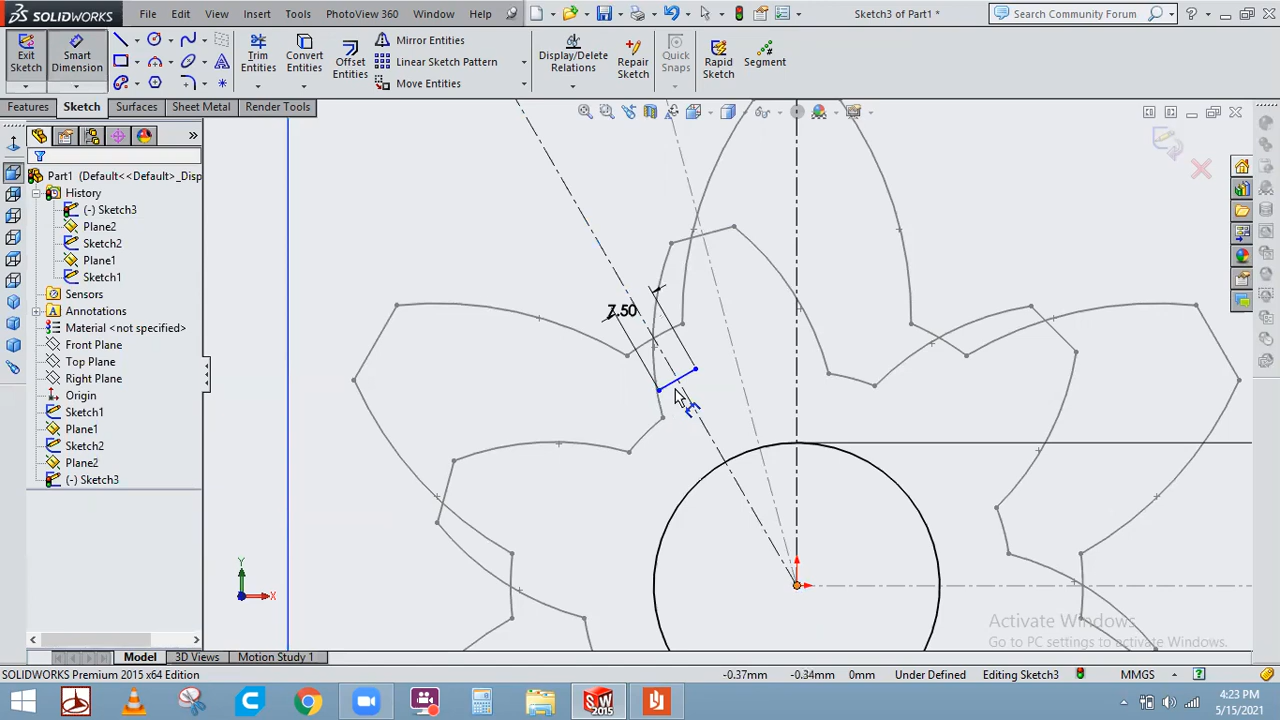 SOLIDWORKS File Edit View Insert Tools PhotoView 360 Window Help Sketch3 of Part1 * Search Community Forum ?
Exit Sketch
Smart Dimension
Trim Entities
Convert Entities
Offset Entities
Mirror Entities
Linear Sketch Pattern
Move Entities
Display/Delete Relations
Repair Sketch
Quick Snaps
Rapid Sketch
Segment
Features Sketch Surfaces Sheet Metal Render Tools
Part1 (Default<<Default>_Disp
History
(-) Sketch3
Plane2
Sketch2
Plane1
Sketch1
Sensors
Annotations
Material <not specified>
Front Plane
Top Plane
Right Plane
Origin
Sketch1
Plane1
Sketch2
Plane2
(-) Sketch3
7.50
Y
X
Activate Windows
Go to PC settings to activate Windows.
Model 3D Views Motion Study 1
SOLIDWORKS Premium 2015 x64 Edition -0.37mm -0.34mm 0mm Under Defined Editing Sketch3 MMGS ?
SW 2015
4:23 PM
5/15/2021